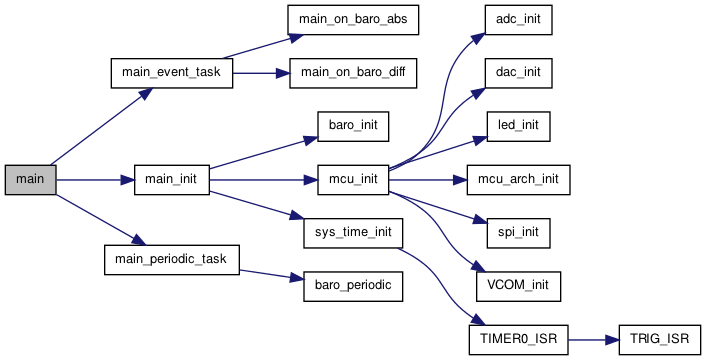 main
main_event_task
main_on_baro_abs
main_on_baro_diff
main_init
baro_init
mcu_init
adc_init
dac_init
led_init
mcu_arch_init
spi_init
VCOM_init
sys_time_init
TIMER0_ISR
TRIG_ISR
main_periodic_task
baro_periodic